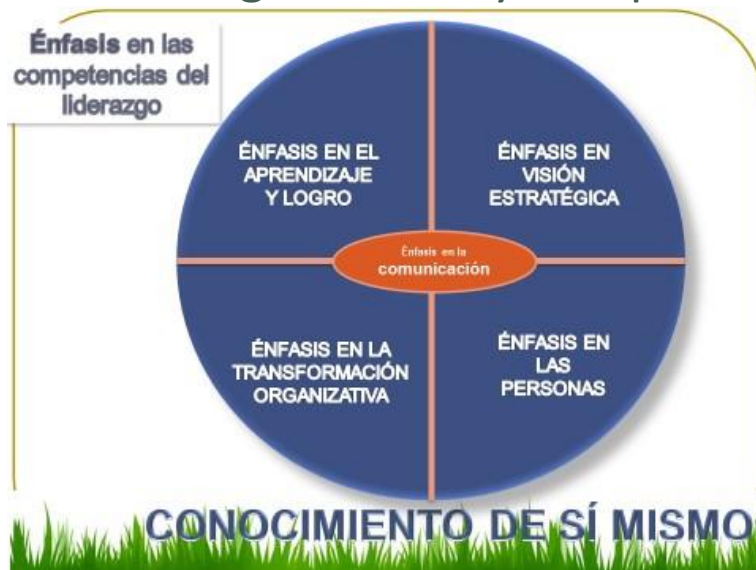 Énfasis en las
competencias del
liderazgo
ÉNFASIS EN EL
APRENDIZAJE
Y LOGRO
ÉNFASIS EN
VISIÓN
ESTRATÉGICA
Énfasis en la
comunicación
ÉNFASIS EN LA
TRANSFORMACIÓN
ORGANIZATIVA
ÉNFASIS EN
LAS
PERSONAS
CONOCIMIENTO DE SÍ MISMO